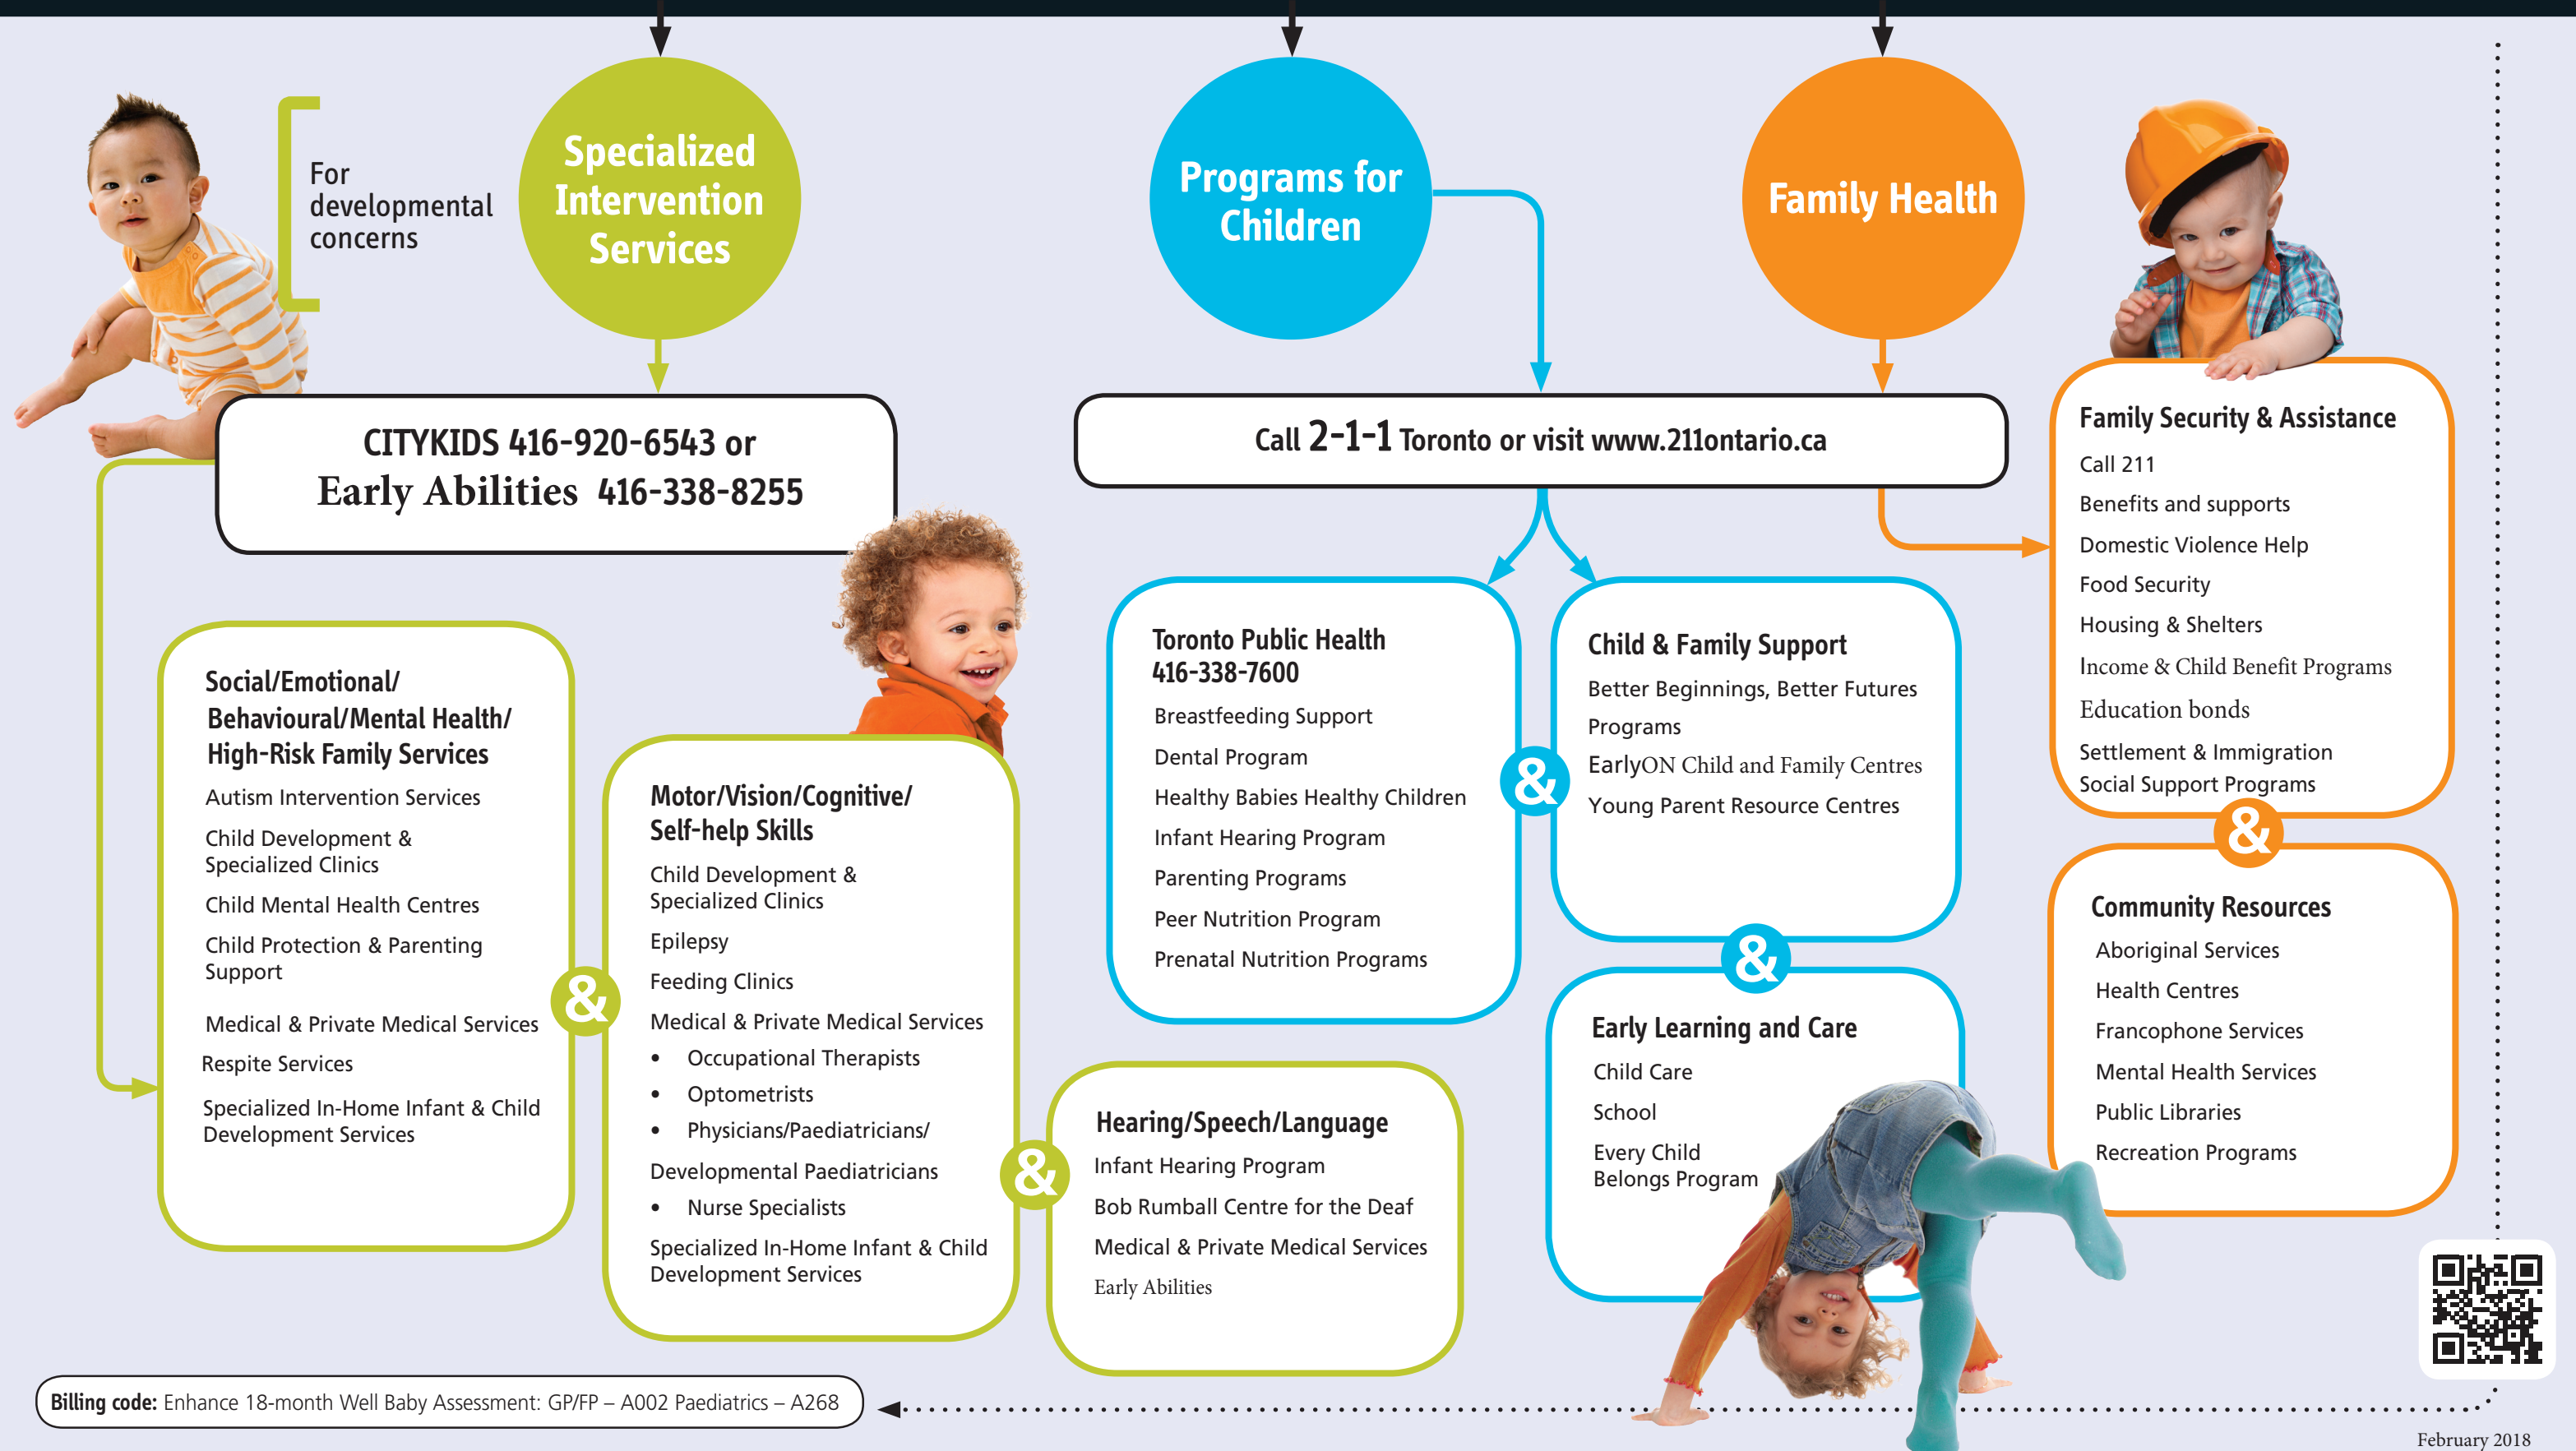 For
developmental
concerns
Specialized
Intervention
Services
Programs for
Children
Family Health
CITYKIDS 416-920-6543 or
Early Abilities 416-338-8255
Call 2-1-1 Toronto or visit www.211ontario.ca
Social/Emotional/
Behavioural/Mental Health/
High-Risk Family Services
Autism Intervention Services
Child Development &
Specialized Clinics
Child Mental Health Centres
Child Protection & Parenting
Support
Medical & Private Medical Services
Respite Services
Specialized In-Home Infant & Child
Development Services
&
Motor/Vision/Cognitive/
Self-help Skills
Child Development &
Specialized Clinics
Epilepsy
Feeding Clinics
Medical & Private Medical Services
• Occupational Therapists
• Optometrists
• Physicians/Paediatricians/
Developmental Paediatricians
• Nurse Specialists
Specialized In-Home Infant & Child
Development Services
&
Hearing/Speech/Language
Infant Hearing Program
Bob Rumball Centre for the Deaf
Medical & Private Medical Services
Early Abilities
Toronto Public Health
416-338-7600
Breastfeeding Support
Dental Program
Healthy Babies Healthy Children
Infant Hearing Program
Parenting Programs
Peer Nutrition Program
Prenatal Nutrition Programs
&
Child & Family Support
Better Beginnings, Better Futures
Programs
EarlyON Child and Family Centres
Young Parent Resource Centres
&
Early Learning and Care
Child Care
School
Every Child
Belongs Program
Family Security & Assistance
Call 211
Benefits and supports
Domestic Violence Help
Food Security
Housing & Shelters
Income & Child Benefit Programs
Education bonds
Settlement & Immigration
Social Support Programs
&
Community Resources
Aboriginal Services
Health Centres
Francophone Services
Mental Health Services
Public Libraries
Recreation Programs
Billing code: Enhance 18-month Well Baby Assessment: GP/FP – A002 Paediatrics – A268
February 2018